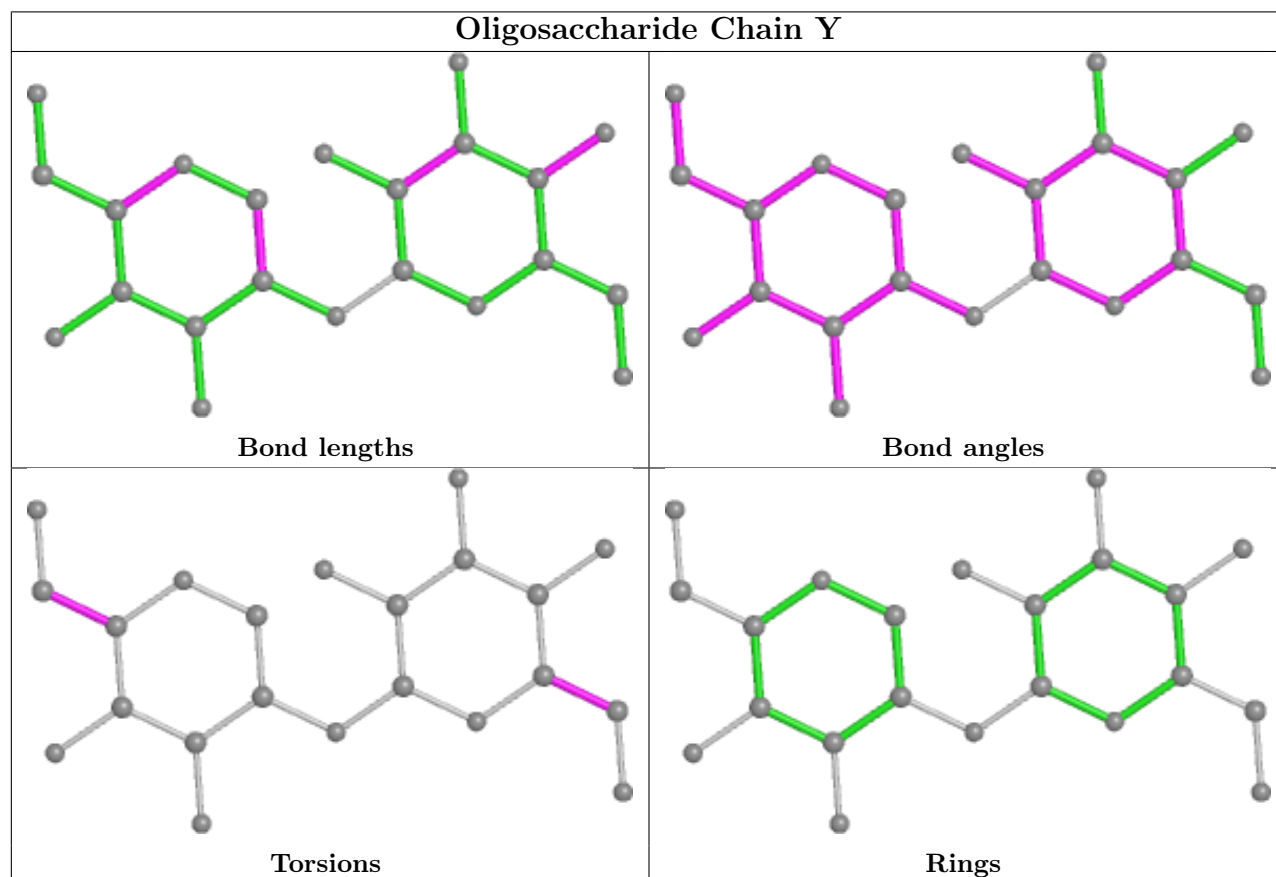 Oligosaccharide Chain Y
Bond lengths
Bond angles
Torsions
Rings